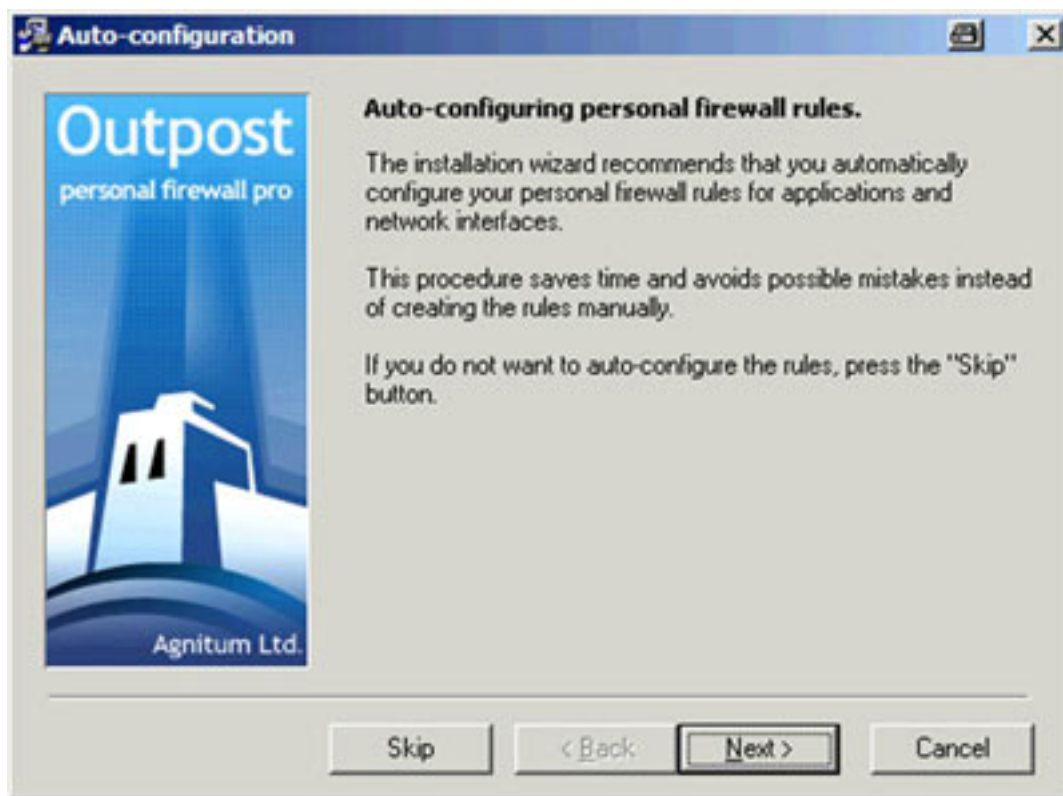 Auto-configuration
Outpost
personal firewall pro
Agnitum Ltd.
Auto-configuring personal firewall rules.
The installation wizard recommends that you automatically
configure your personal firewall rules for applications and
network interfaces.
This procedure saves time and avoids possible mistakes instead
of creating the rules manually.
If you do not want to auto-configure the rules, press the "Skip"
button.
Skip
< Back
Next >
Cancel